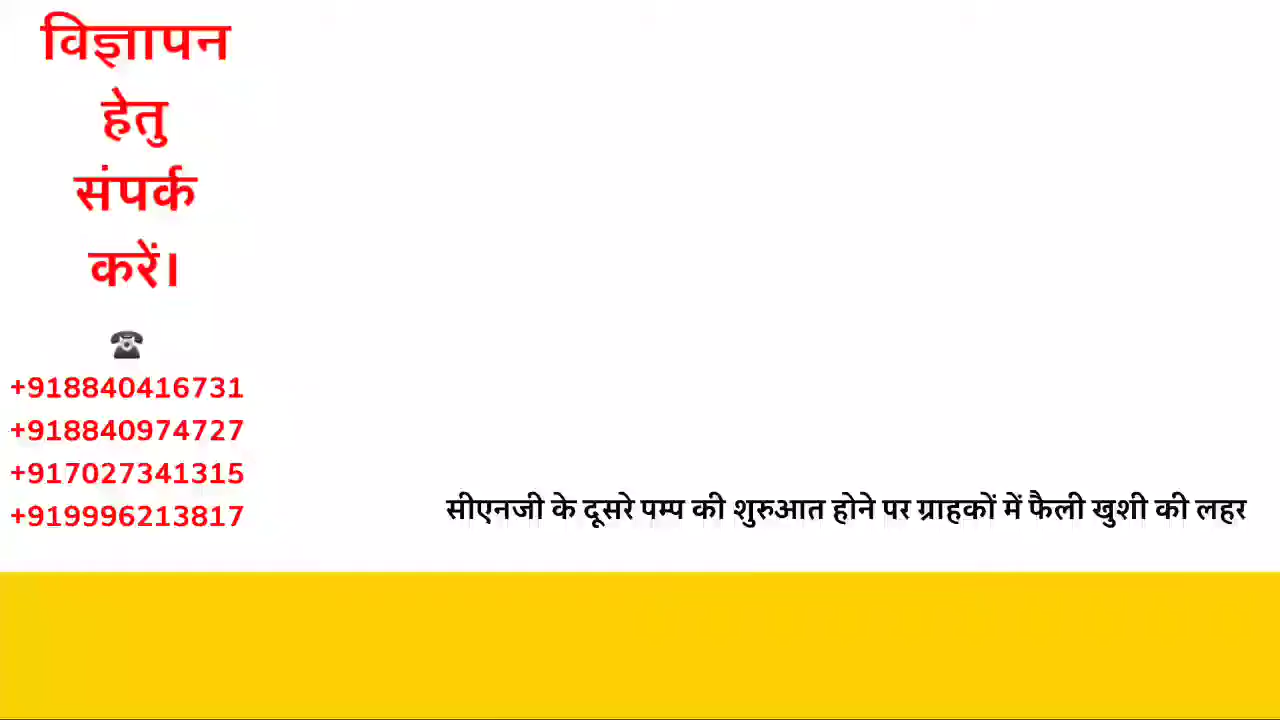 विज्ञापन
हेतु
संपर्क
करें।
+918840416731
+918840974727
+917027341315
+919996213817
सीएनजी के दूसरे पम्प की शुरुआत होने पर ग्राहकों में फैली खुशी की लहर